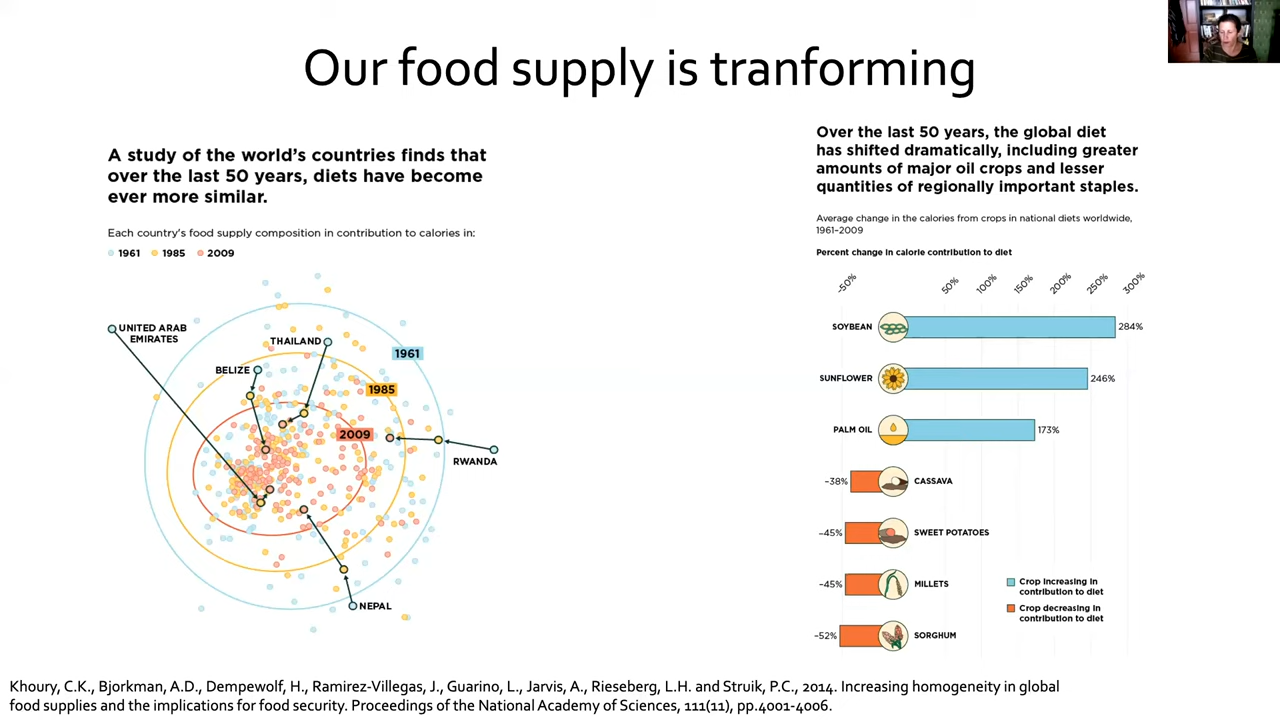 Our food supply is tranforming
A study of the world's countries finds that
over the last 50 years, diets have become
ever more similar.
Each country's food supply composition in contribution to calories in:
1961 1985 2009
UNITED ARAB
EMIRATES
THAILAND
BELIZE
1961
1985
2009
RWANDA
NEPAL
Over the last 50 years, the global diet
has shifted dramatically, including greater
amounts of major oil crops and lesser
quantities of regionally important staples.
Average change in the calories from crops in national diets worldwide,
1961–2009
Percent change in calorie contribution to diet
-50% 50% 100% 150% 200% 250% 300%
SOYBEAN 284%
SUNFLOWER 246%
PALM OIL 173%
–38% CASSAVA
–45% SWEET POTATOES
–45% MILLETS
–52% SORGHUM
Crop increasing in
contribution to diet
Crop decreasing in
contribution to diet
Khoury, C.K., Bjorkman, A.D., Dempewolf, H., Ramirez-Villegas, J., Guarino, L., Jarvis, A., Rieseberg, L.H. and Struik, P.C., 2014. Increasing homogeneity in global
food supplies and the implications for food security. Proceedings of the National Academy of Sciences, 111(11), pp.4001-4006.